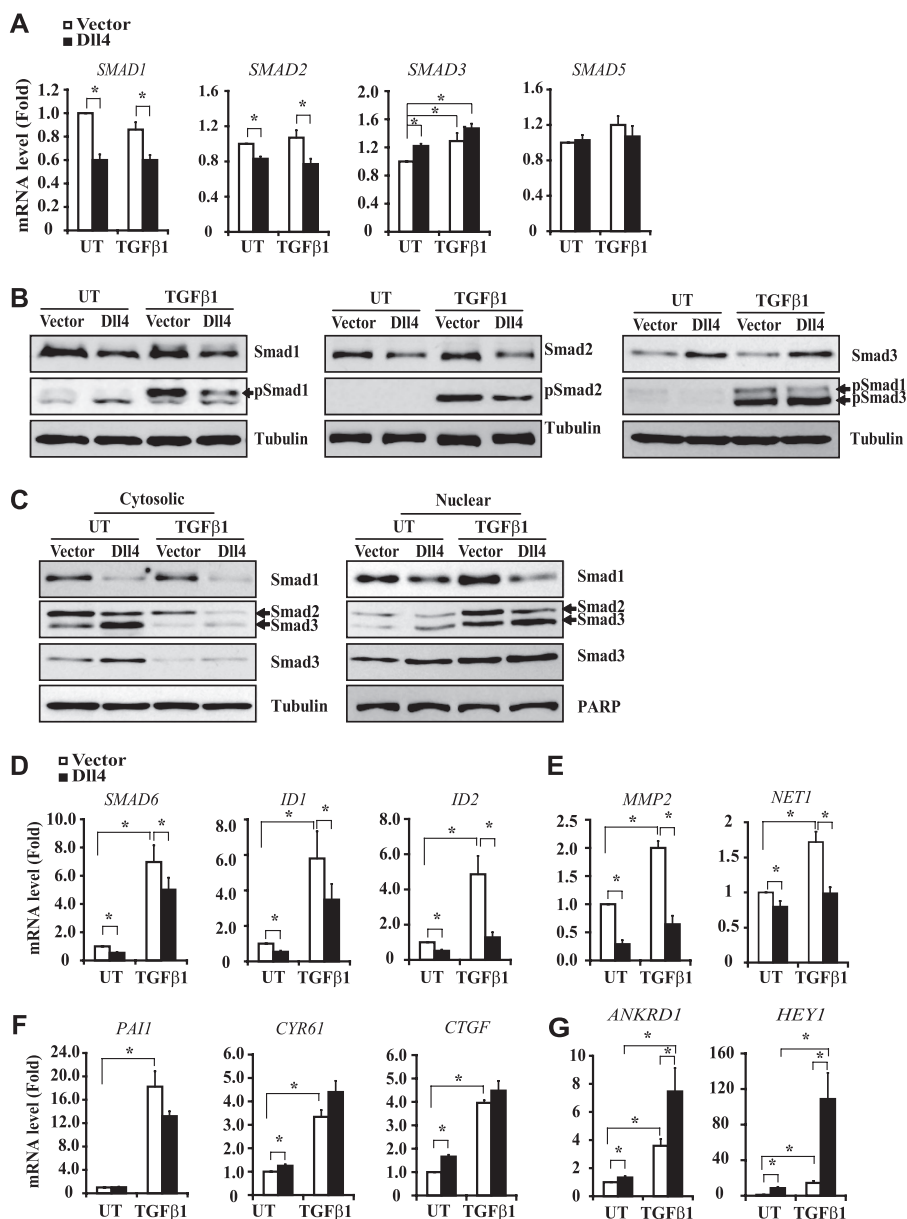 A
Vector
Dll4
SMAD1 SMAD2 SMAD3 SMAD5
mRNA level (Fold)
1.2 1.6 1.6 1.6
1.0
0.8 1.2 1.2 1.2
0.6
0.4 0.8 0.8 0.8
0.2 0.4 0.4 0.4
0 0 0 0
* * * * * * * 
UT TGFβ1 UT TGFβ1 UT TGFβ1 UT TGFβ1
B
UT TGFβ1 UT TGFβ1 UT TGFβ1
Vector Dll4 Vector Dll4 Vector Dll4 Vector Dll4 Vector Dll4 Vector Dll4
Smad1 Smad2 Smad3
pSmad1 pSmad2 pSmad1
pSmad3
Tubulin Tubulin Tubulin
C
Cytosolic Nuclear
UT TGFβ1 UT TGFβ1
Vector Dll4 Vector Dll4 Vector Dll4 Vector Dll4
Smad1 Smad1
Smad2 Smad2
Smad3 Smad3
Smad3 Smad3
Tubulin PARP
D
Vector
Dll4
E
SMAD6 ID1 ID2 MMP2 NET1
mRNA level (Fold)
10.0 8.0 8.0 2.5 2
8.0 6.0 6.0 2.0 1.5
6.0 4.0 4.0 1.5 1
4.0 2.0 2.0 1.0 0.5
2.0 0 0 0.5 0
0.0 0.0
* * * * * * * * * * * * * * *
UT TGFβ1 UT TGFβ1 UT TGFβ1 UT TGFβ1 UT TGFβ1
F
G
PAI1 CYR61 CTGF ANKRD1 HEY1
mRNA level (Fold)
24.0 6.0 6.0 10 160
20.0 5.0 5.0 8 120
16.0 4.0 4.0 6 80
12.0 3.0 3.0 4 40
8.0 2.0 2.0 2 0
4.0 1.0 1.0 0
0 0 0
* * * * * * * * * * * * *
UT TGFβ1 UT TGFβ1 UT TGFβ1 UT TGFβ1 UT TGFβ1